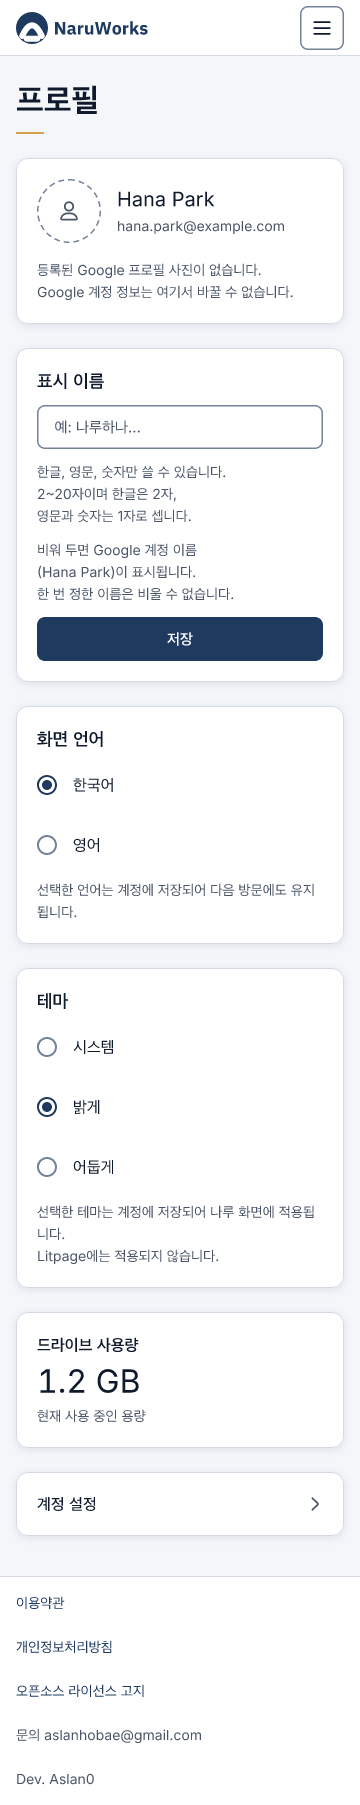 NaruWorks
프로필
Hana Park
hana.park@example.com
등록된 Google 프로필 사진이 없습니다.
Google 계정 정보는 여기서 바꿀 수 없습니다.
표시 이름
예: 나루하나...
한글, 영문, 숫자만 쓸 수 있습니다.
2~20자이며 한글은 2자,
영문과 숫자는 1자로 셉니다.
비워 두면 Google 계정 이름
(Hana Park)이 표시됩니다.
한 번 정한 이름은 비울 수 없습니다.
저장
화면 언어
한국어
영어
선택한 언어는 계정에 저장되어 다음 방문에도 유지
됩니다.
테마
시스템
밝게
어둡게
선택한 테마는 계정에 저장되어 나루 화면에 적용됩
니다.
Litpage에는 적용되지 않습니다.
드라이브 사용량
1.2 GB
현재 사용 중인 용량
계정 설정
이용약관
개인정보처리방침
오픈소스 라이선스 고지
문의 aslanhobae@gmail.com
Dev. Aslan0